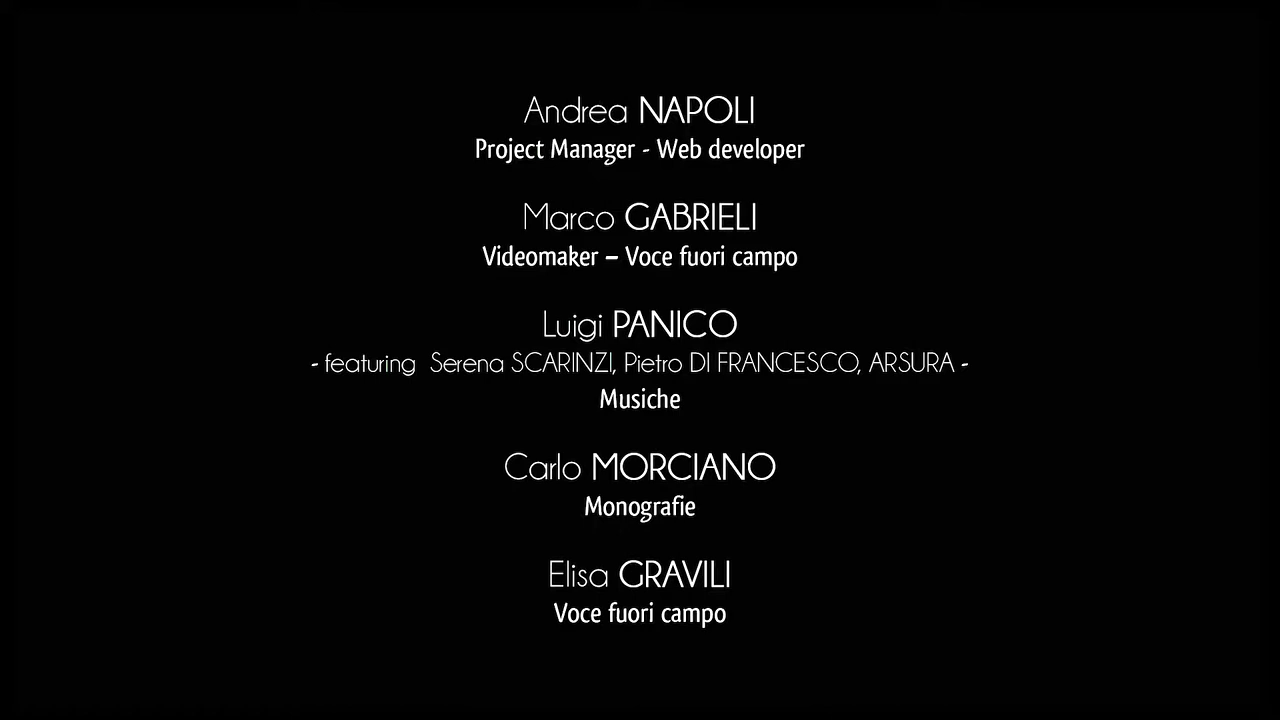 Andrea NAPOLI
Project Manager - Web developer
Marco GABRIELI
Videomaker – Voce fuori campo
Luigi PANICO
- featuring  Serena SCARINZI, Pietro DI FRANCESCO, ARSURA -
Musiche
Carlo MORCIANO
Monografie
Elisa GRAVILI
Voce fuori campo